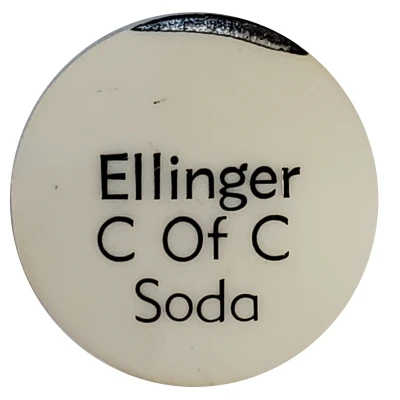 Ellinger
C Of C
Soda